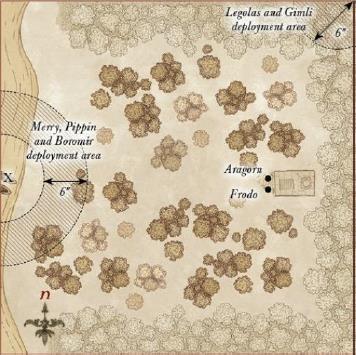 Legolas and Gimli
deployment area
6"
Merry, Pippin
and Boromir
deployment area
X
6"
Aragorn
Frodo
n